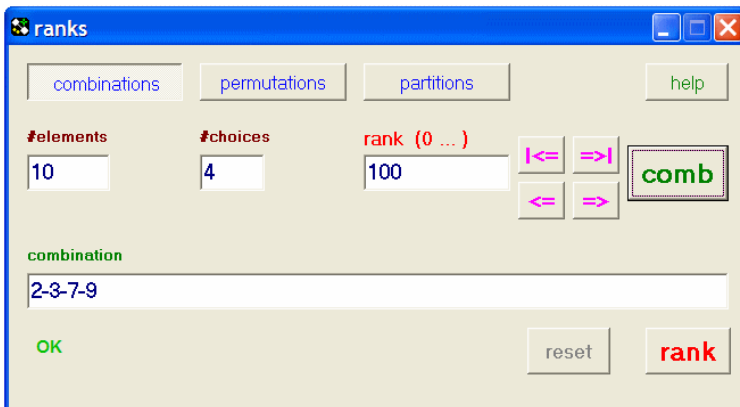 ranks
combinations permutations partitions help
#elements #choices rank (0 ... )
10 4 100 |<= =>| comb
<= =>
combination
2-3-7-9
OK reset rank